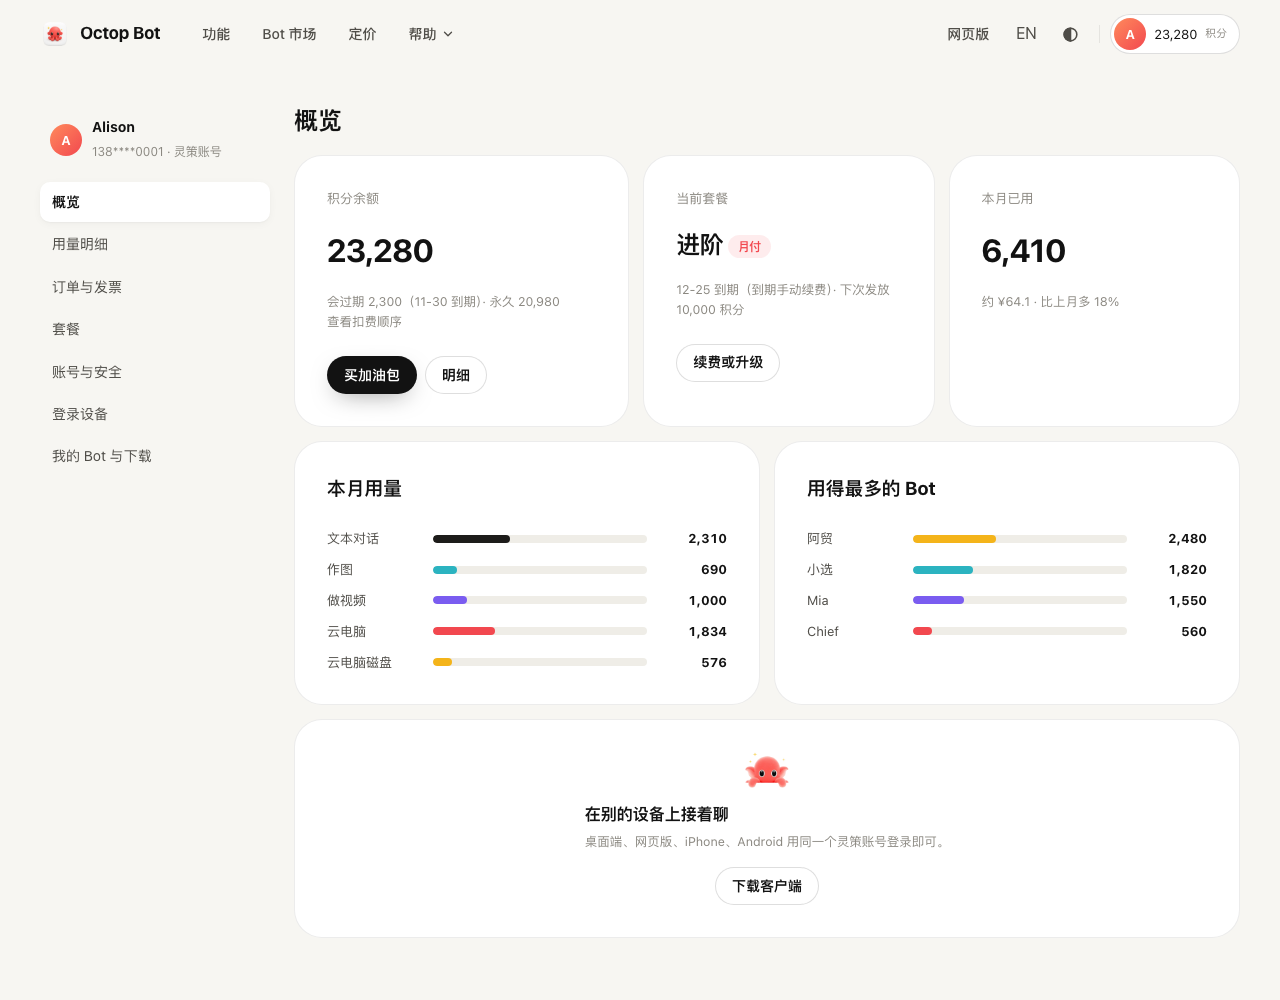 Octop Bot
功能
Bot 市场
定价
帮助
网页版
EN
A
23,280 积分
A
Alison
138****0001 · 灵策账号
概览
用量明细
订单与发票
套餐
账号与安全
登录设备
我的 Bot 与下载
概览
积分余额
23,280
会过期 2,300（11-30 到期）· 永久 20,980
查看扣费顺序
买加油包
明细
当前套餐
进阶 月付
12-25 到期（到期手动续费）· 下次发放
10,000 积分
续费或升级
本月已用
6,410
约 ¥64.1 · 比上月多 18%
本月用量
文本对话 2,310
作图 690
做视频 1,000
云电脑 1,834
云电脑磁盘 576
用得最多的 Bot
阿贸 2,480
小选 1,820
Mia 1,550
Chief 560
在别的设备上接着聊
桌面端、网页版、iPhone、Android 用同一个灵策账号登录即可。
下载客户端